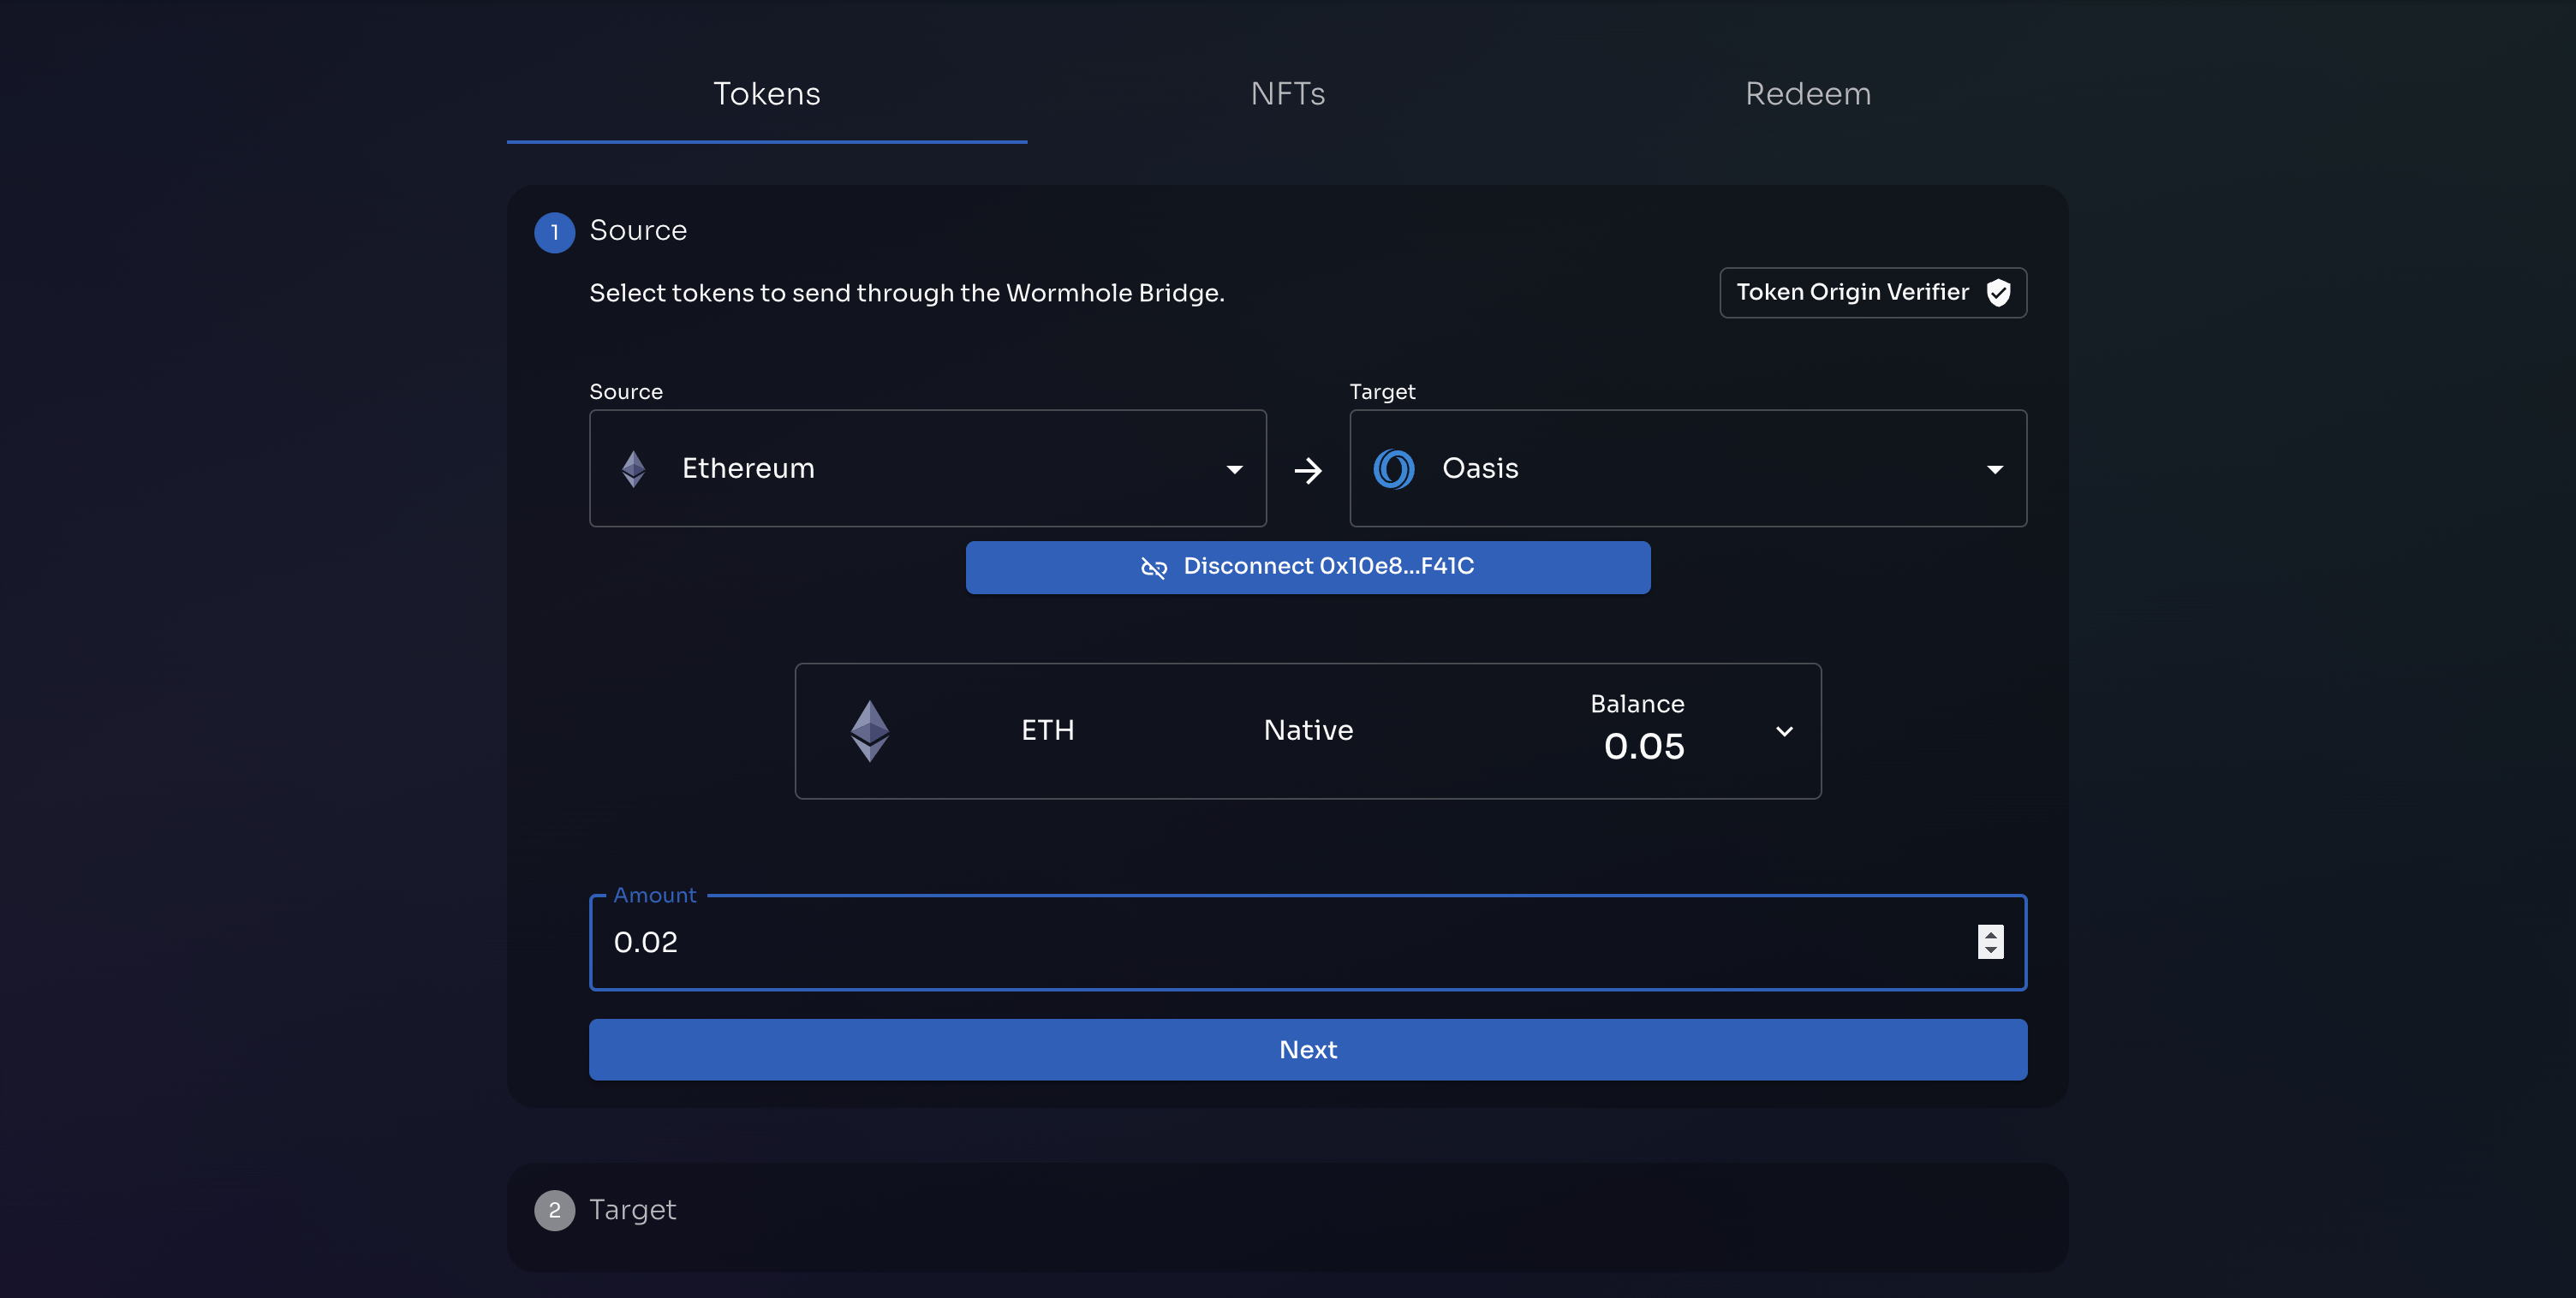 Tokens
NFTs
Redeem
1
Source
Select tokens to send through the Wormhole Bridge.
Token Origin Verifier
Source
Target
Ethereum
Oasis
Disconnect 0x10e8...F41C
ETH
Native
Balance
0.05
Amount
0.02
Next
2
Target